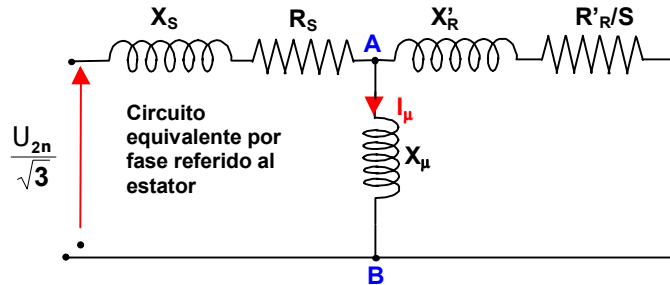 X_S
R_S
A
X'_R
R'_R/S
I_μ
Circuito
equivalente por
fase referido al
estator
U_2n
√3
X_μ
B